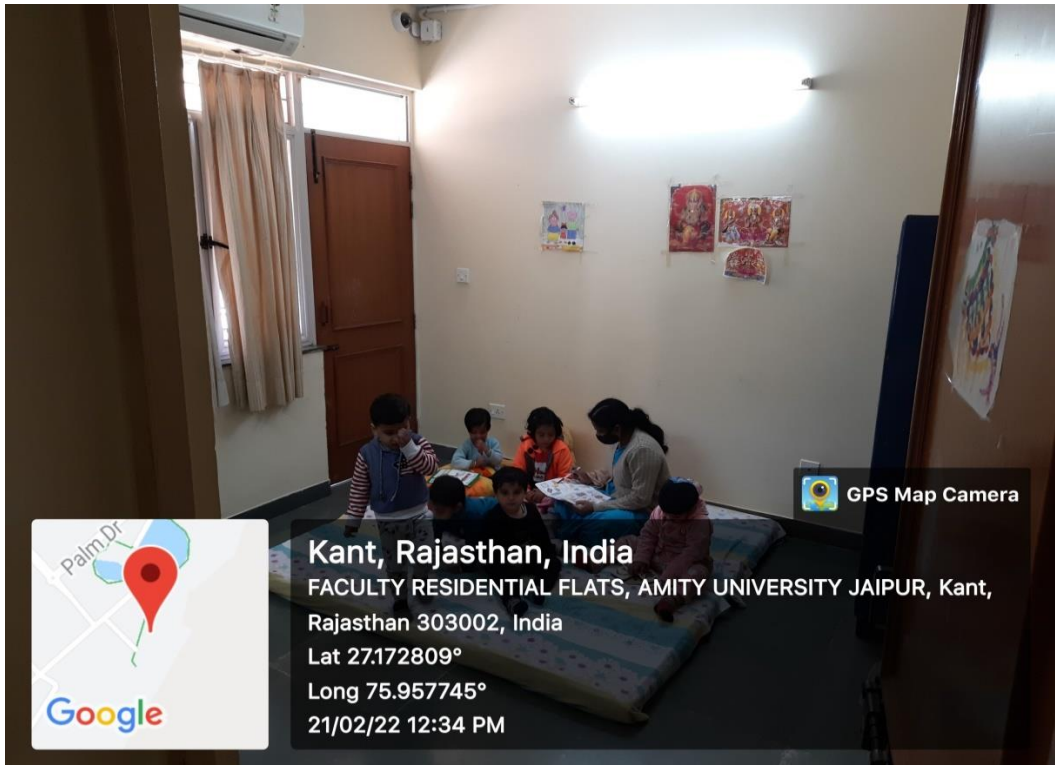 GPS Map Camera
Palm Dr
Google
Kant, Rajasthan, India
FACULTY RESIDENTIAL FLATS, AMITY UNIVERSITY JAIPUR, Kant,
Rajasthan 303002, India
Lat 27.172809°
Long 75.957745°
21/02/22 12:34 PM